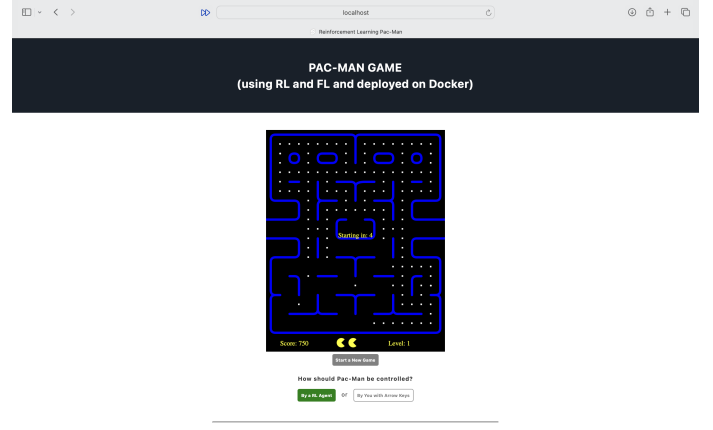 localhost
Reinforcement Learning Pac-Man
PAC-MAN GAME
(using RL and FL and deployed on Docker)
Starting in: 4
Score: 750
Level: 1
Start a New Game
How should Pac-Man be controlled?
By a RL Agent or By You with Arrow Keys